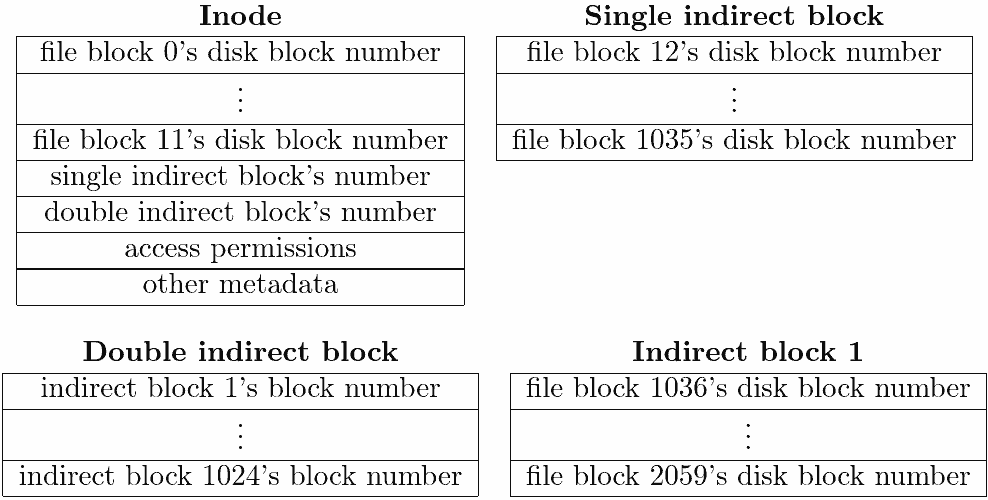 Inode
file block 0's disk block number
⋮
file block 11's disk block number
single indirect block's number
double indirect block's number
access permissions
other metadata
Single indirect block
file block 12's disk block number
⋮
file block 1035's disk block number
Double indirect block
indirect block 1's block number
⋮
indirect block 1024's block number
Indirect block 1
file block 1036's disk block number
⋮
file block 2059's disk block number